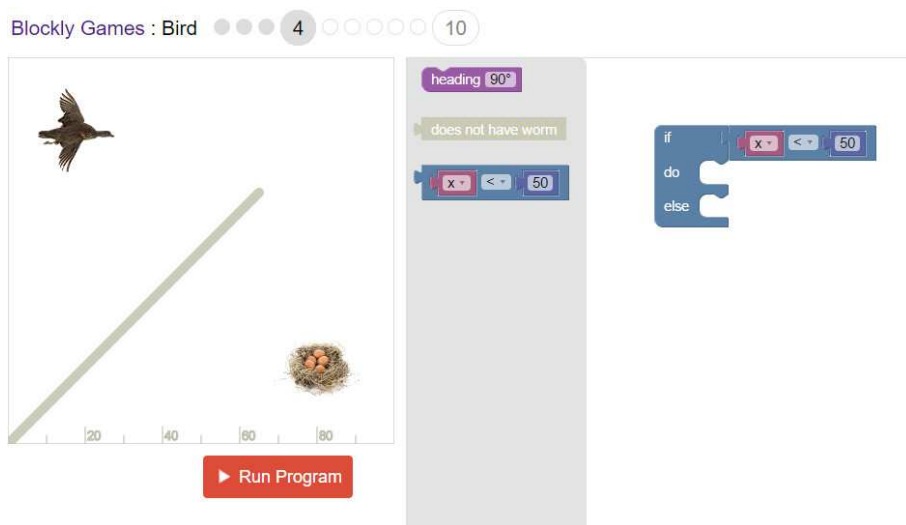 Blockly Games : Bird 4 10
heading 90°
does not have worm
x < 50
if x < 50
do
else
20 40 60 80
Run Program